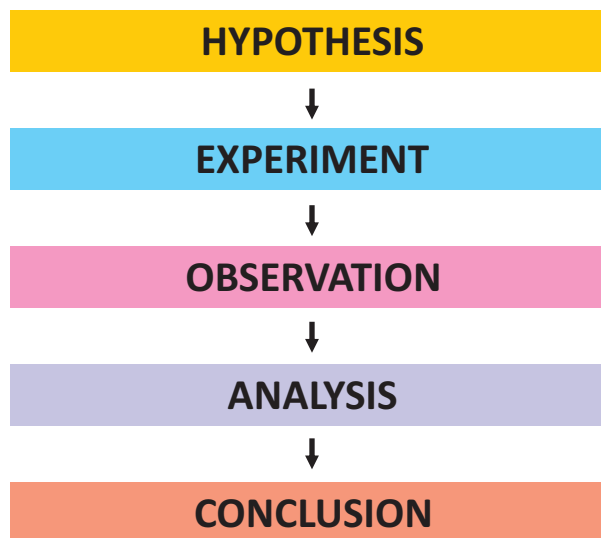 HYPOTHESIS
EXPERIMENT
OBSERVATION
ANALYSIS
CONCLUSION